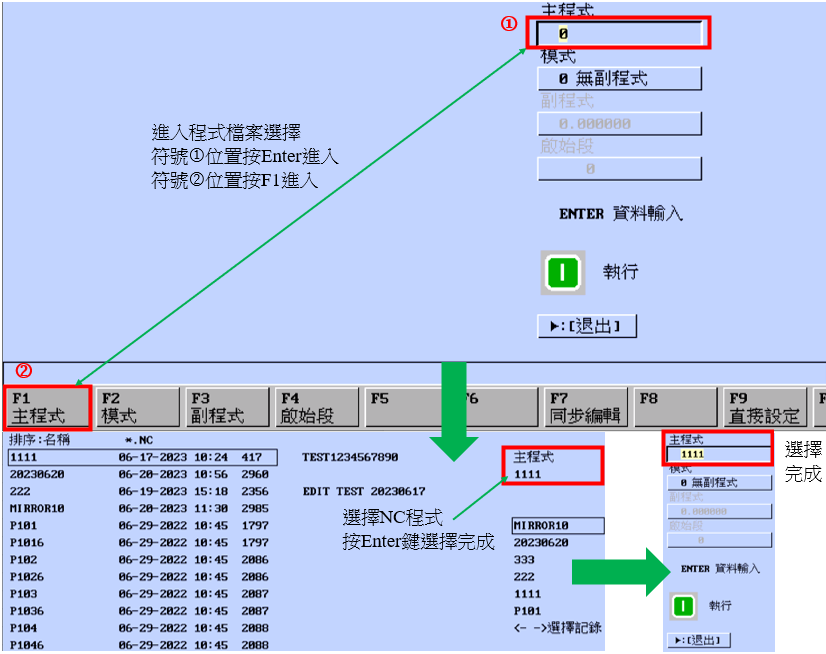 主程式
①
0
模式
0 無副程式
副程式
0.000000
啟始段
0
進入程式檔案選擇
符號①位置按Enter進入
符號②位置按F1進入
ENTER 資料輸入
執行
►:[退出]
②
F1 主程式
F2 模式
F3 副程式
F4 啟始段
F5
F6
F7 同步編輯
F8
F9 直接設定
排序:名稱 *.NC
1111 06-17-2023 10:24 417 TEST1234567890
20230620 06-20-2023 10:56 2960
222 06-19-2023 15:18 2356 EDIT TEST 20230617
MIRROR10 06-20-2023 11:30 2985
P101 06-29-2022 10:45 1797
P1016 06-29-2022 10:45 1797
P102 06-29-2022 10:45 2086
P1026 06-29-2022 10:45 2086
P103 06-29-2022 10:45 2087
P1036 06-29-2022 10:45 2087
P104 06-29-2022 10:45 2088
P1046 06-29-2022 10:45 2088
主程式
1111
選擇NC程式
按Enter鍵選擇完成
MIRROR10
20230620
333
222
1111
P101
<- ->選擇記錄
主程式
1111
模式
0 無副程式
副程式
0.000000
啟始段
0
ENTER 資料輸入
執行
►:[退出]
選擇
完成